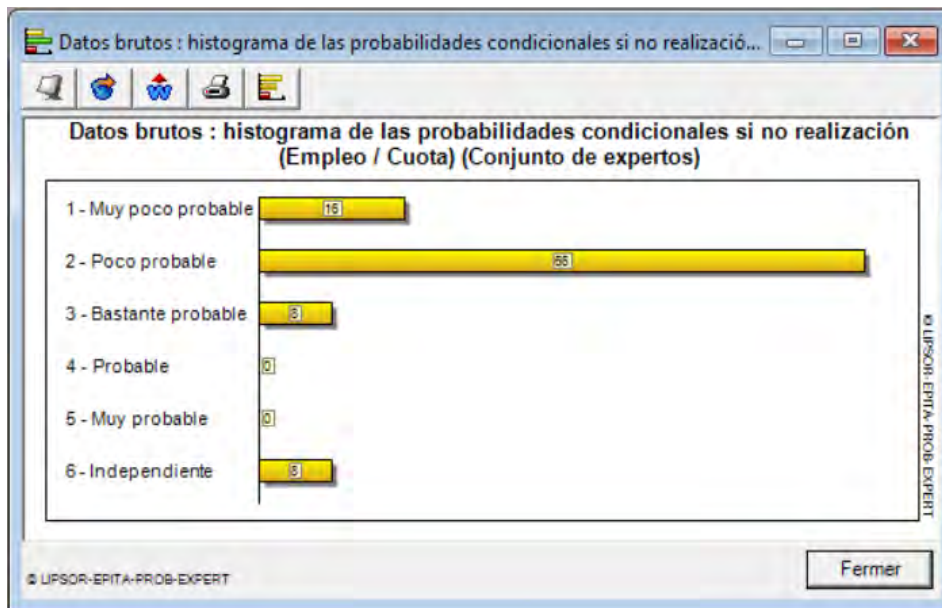 Datos brutos : histograma de las probabilidades condicionales si no realizació...
Datos brutos : histograma de las probabilidades condicionales si no realización
(Empleo / Cuota) (Conjunto de expertos)
1 - Muy poco probable 16
2 - Poco probable 66
3 - Bastante probable 8
4 - Probable 0
5 - Muy probable 0
6 - Independiente 8
© LIPSOR-EPITA-PROB-EXPERT
© LIPSOR-EPITA-PROB-EXPERT
Fermer